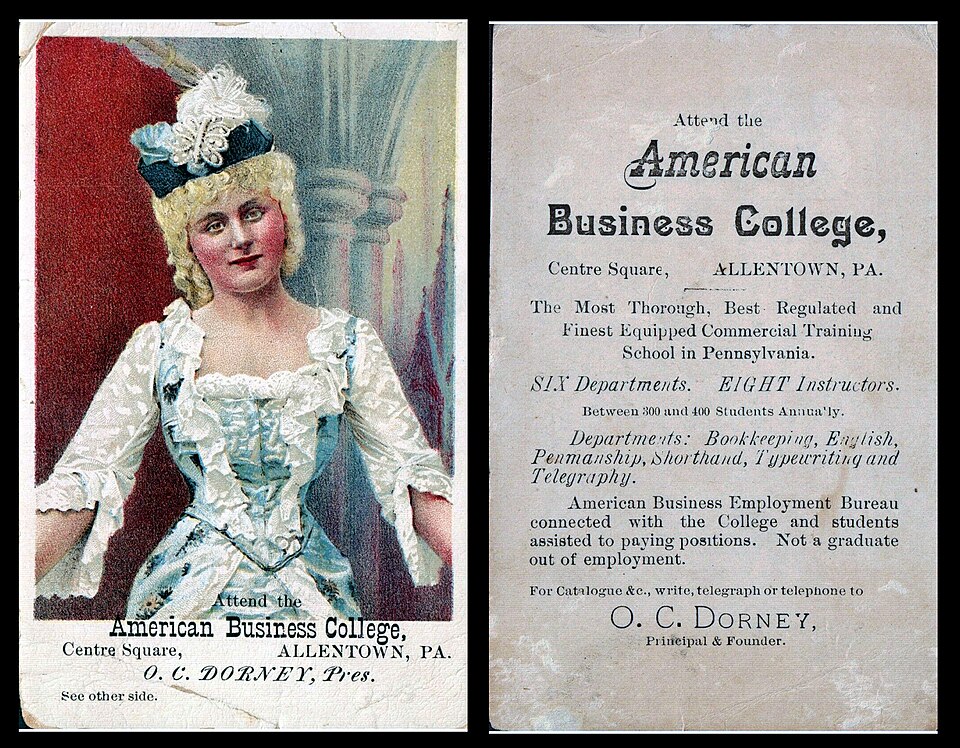 Attend the
American Business College,
Centre Square, ALLENTOWN, PA.
O. C. DORNEY, Pres.
See other side.
Attend the
American
Business College,
Centre Square, ALLENTOWN, PA.
The Most Thorough, Best Regulated and
Finest Equipped Commercial Training
School in Pennsylvania.
SIX Departments. EIGHT Instructors.
Between 300 and 400 Students Annually.
Departments: Bookkeeping, English,
Penmanship, Shorthand, Typewriting and
Telegraphy.
American Business Employment Bureau
connected with the College and students
assisted to paying positions. Not a graduate
out of employment.
For Catalogue &c., write, telegraph or telephone to
O. C. DORNEY,
Principal & Founder.